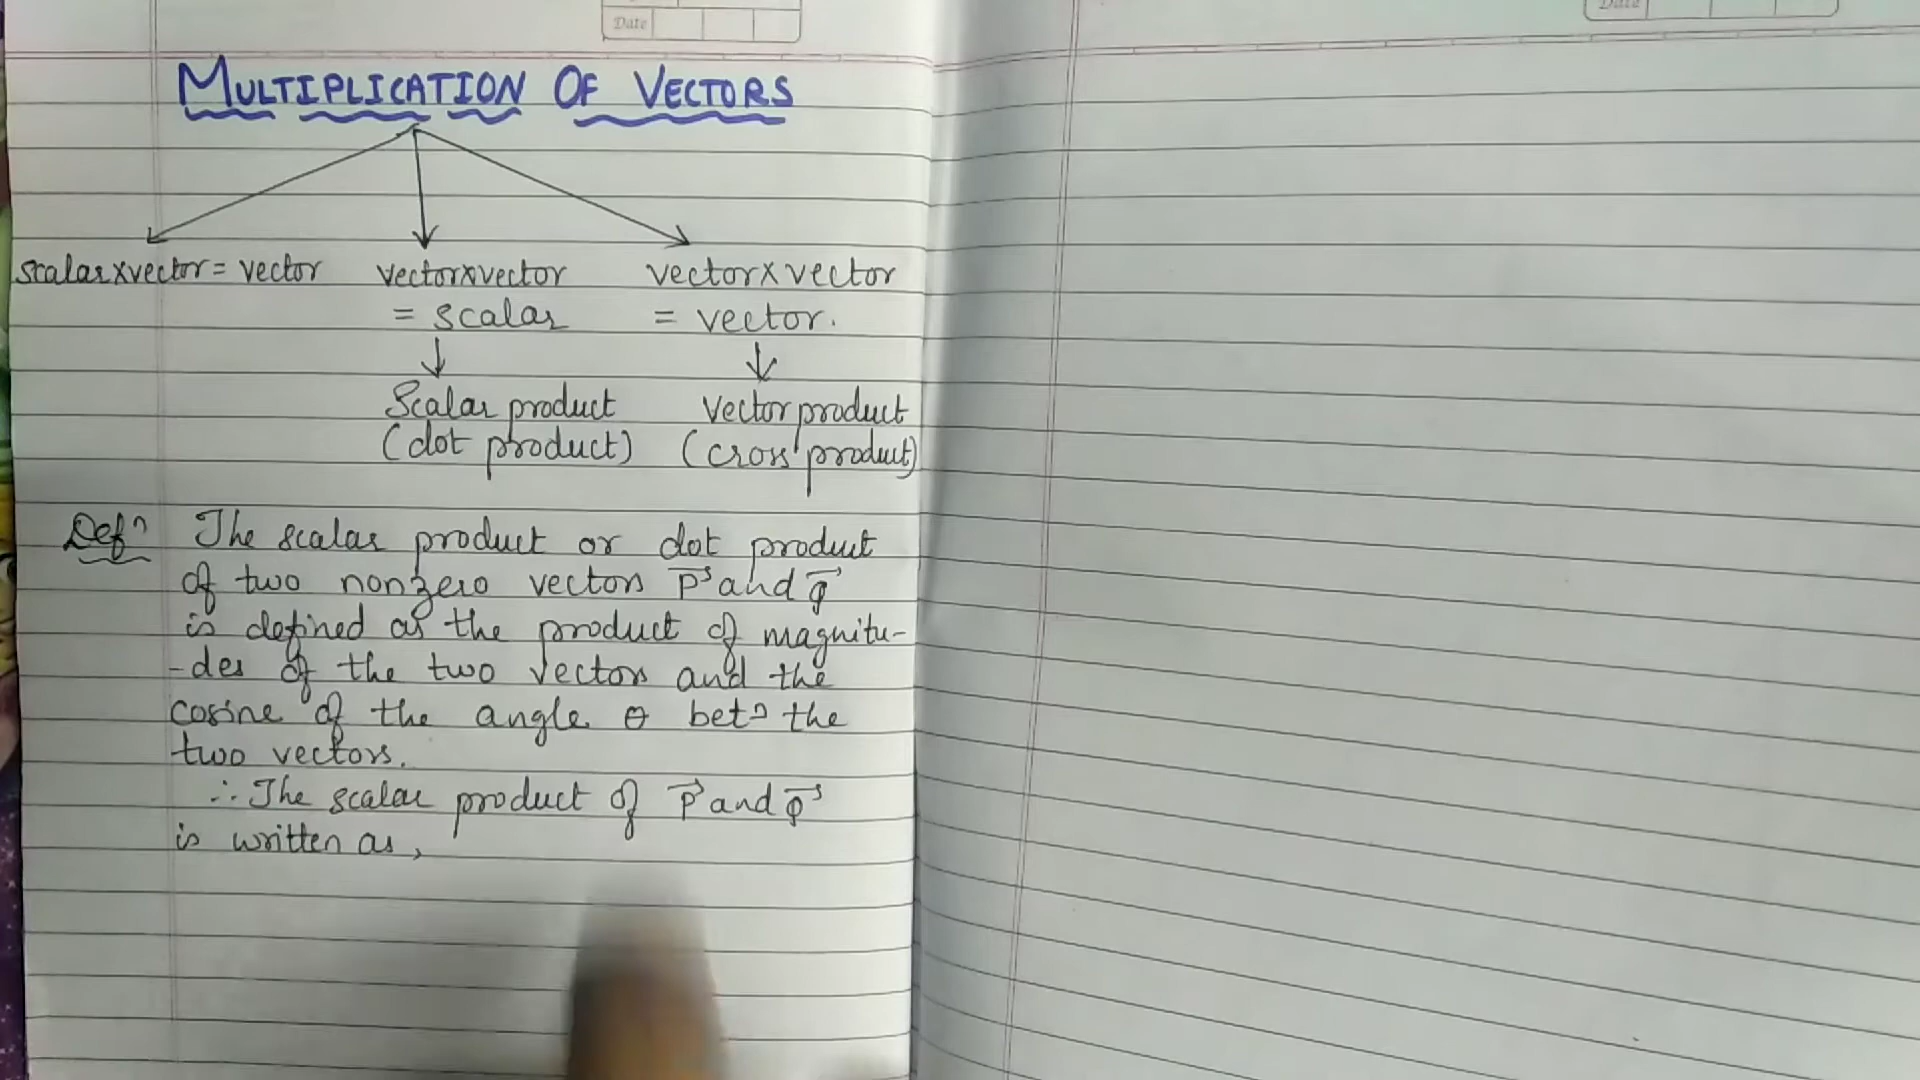 Date
Date
MULTIPLICATION OF VECTORS
scalar x vector = vector
vector x vector
= scalar
Scalar product
(dot product)
vector x vector
= vector.
Vector product
(cross product)
Defⁿ The scalar product or dot product
of two nonzero vectors P⃗ and Q⃗
is defined as the product of magnitu-
-des of the two vectors and the
cosine of the angle θ betⁿ the
two vectors.
∴ The scalar product of P⃗ and Q⃗
is written as,